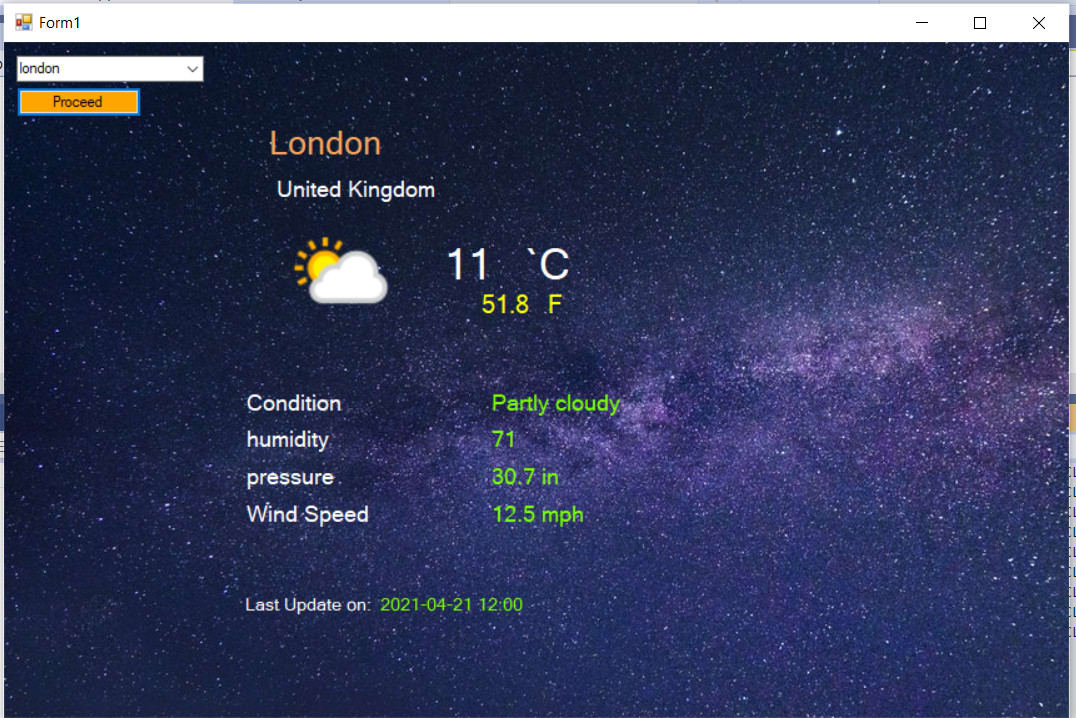 Form1
london
Proceed
London
United Kingdom
11 `C
51.8 F
Condition Partly cloudy
humidity 71
pressure 30.7 in
Wind Speed 12.5 mph
Last Update on: 2021-04-21 12:00